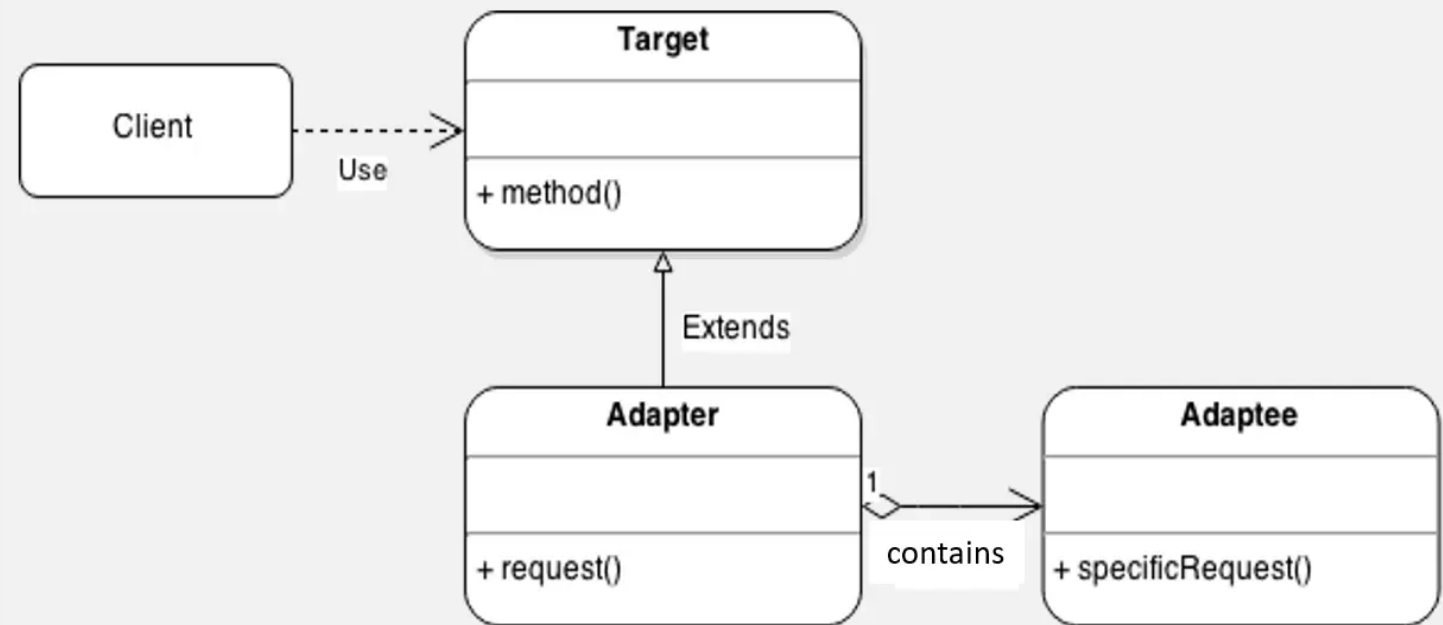 Target
Client
Use
+ method()
Extends
Adapter
Adaptee
1
contains
+ request()
+ specificRequest()